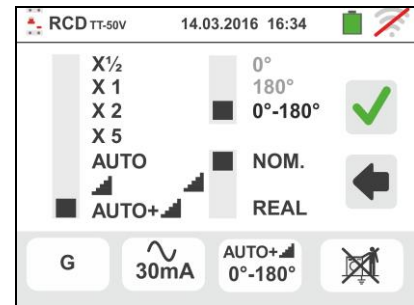 RCD TT-50V 14.03.2016 16:34
X½ 0°
X 1 180°
X 2 0°-180°
X 5
AUTO NOM.
AUTO+ REAL
G 30mA AUTO+ 0°-180°